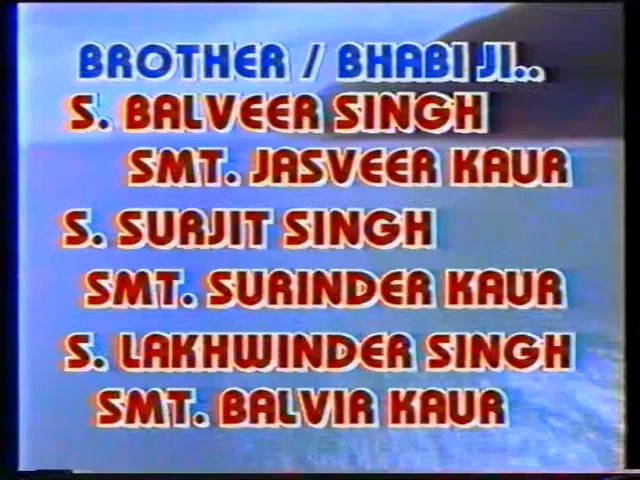 BROTHER / BHABI JI..
S. BALVEER SINGH
SMT. JASVEER KAUR
S. SURJIT SINGH
SMT. SURINDER KAUR
S. LAKHWINDER SINGH
SMT. BALVIR KAUR